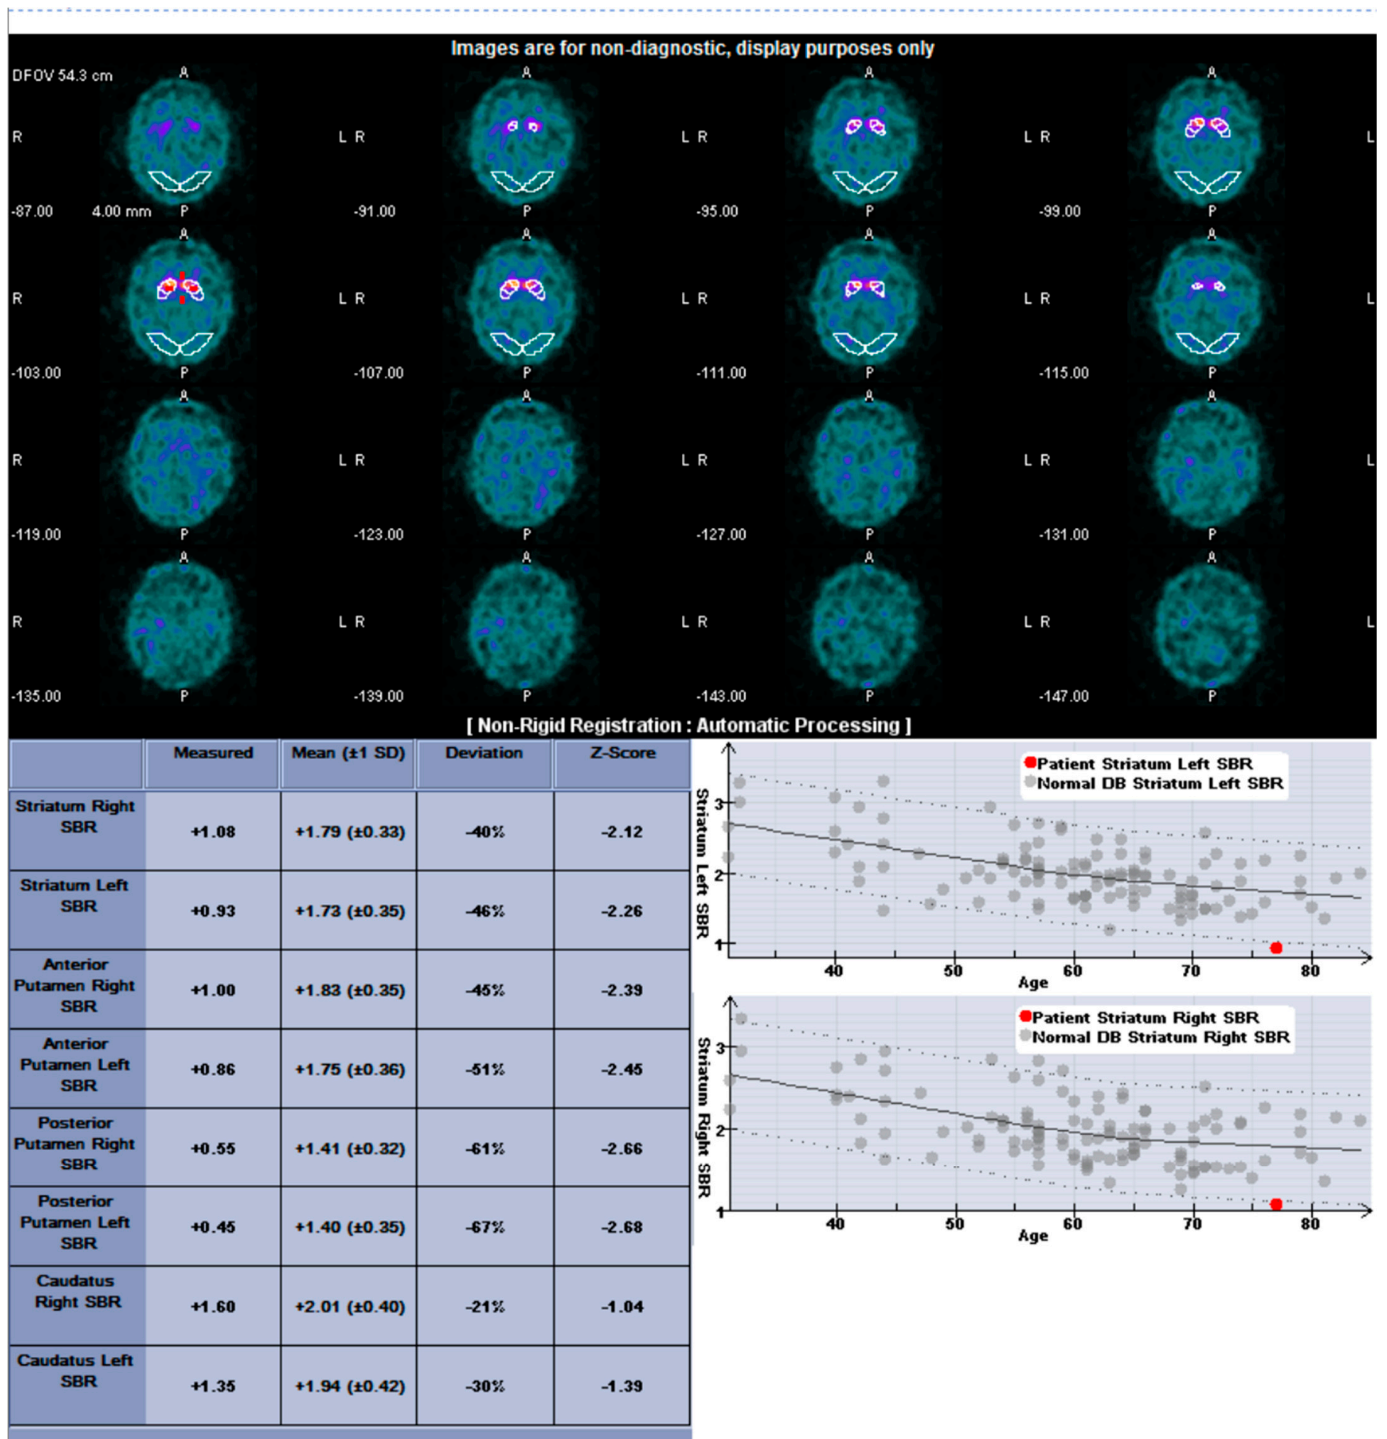 Images are for non-diagnostic, display purposes only
DFOV 54.3 cm
A A A A
R L R L R L R L
-87.00 4.00 mm P -91.00 P -95.00 P -99.00 P
A A A A
R L R L R L R L
-103.00 P -107.00 P -111.00 P -115.00 P
A A A A
R L R L R L R L
-119.00 P -123.00 P -127.00 P -131.00 P
A A A A
R L R L R L R L
-135.00 P -139.00 P -143.00 P -147.00 P
[ Non-Rigid Registration : Automatic Processing ]
Measured Mean (±1 SD) Deviation Z-Score
Striatum Right
SBR
+1.08 +1.79 (±0.33) -40% -2.12
Striatum Left
SBR
+0.93 +1.73 (±0.35) -46% -2.26
Anterior
Putamen Right
SBR
+1.00 +1.83 (±0.35) -45% -2.39
Anterior
Putamen Left
SBR
+0.86 +1.75 (±0.36) -51% -2.45
Posterior
Putamen Right
SBR
+0.55 +1.41 (±0.32) -61% -2.66
Posterior
Putamen Left
SBR
+0.45 +1.40 (±0.35) -67% -2.68
Caudatus
Right SBR
+1.60 +2.01 (±0.40) -21% -1.04
Caudatus Left
SBR
+1.35 +1.94 (±0.42) -30% -1.39
Patient Striatum Left SBR
Normal DB Striatum Left SBR
Striatum Left SBR
3
2
1
40 50 60 70 80
Age
Patient Striatum Right SBR
Normal DB Striatum Right SBR
Striatum Right SBR
3
2
1
40 50 60 70 80
Age